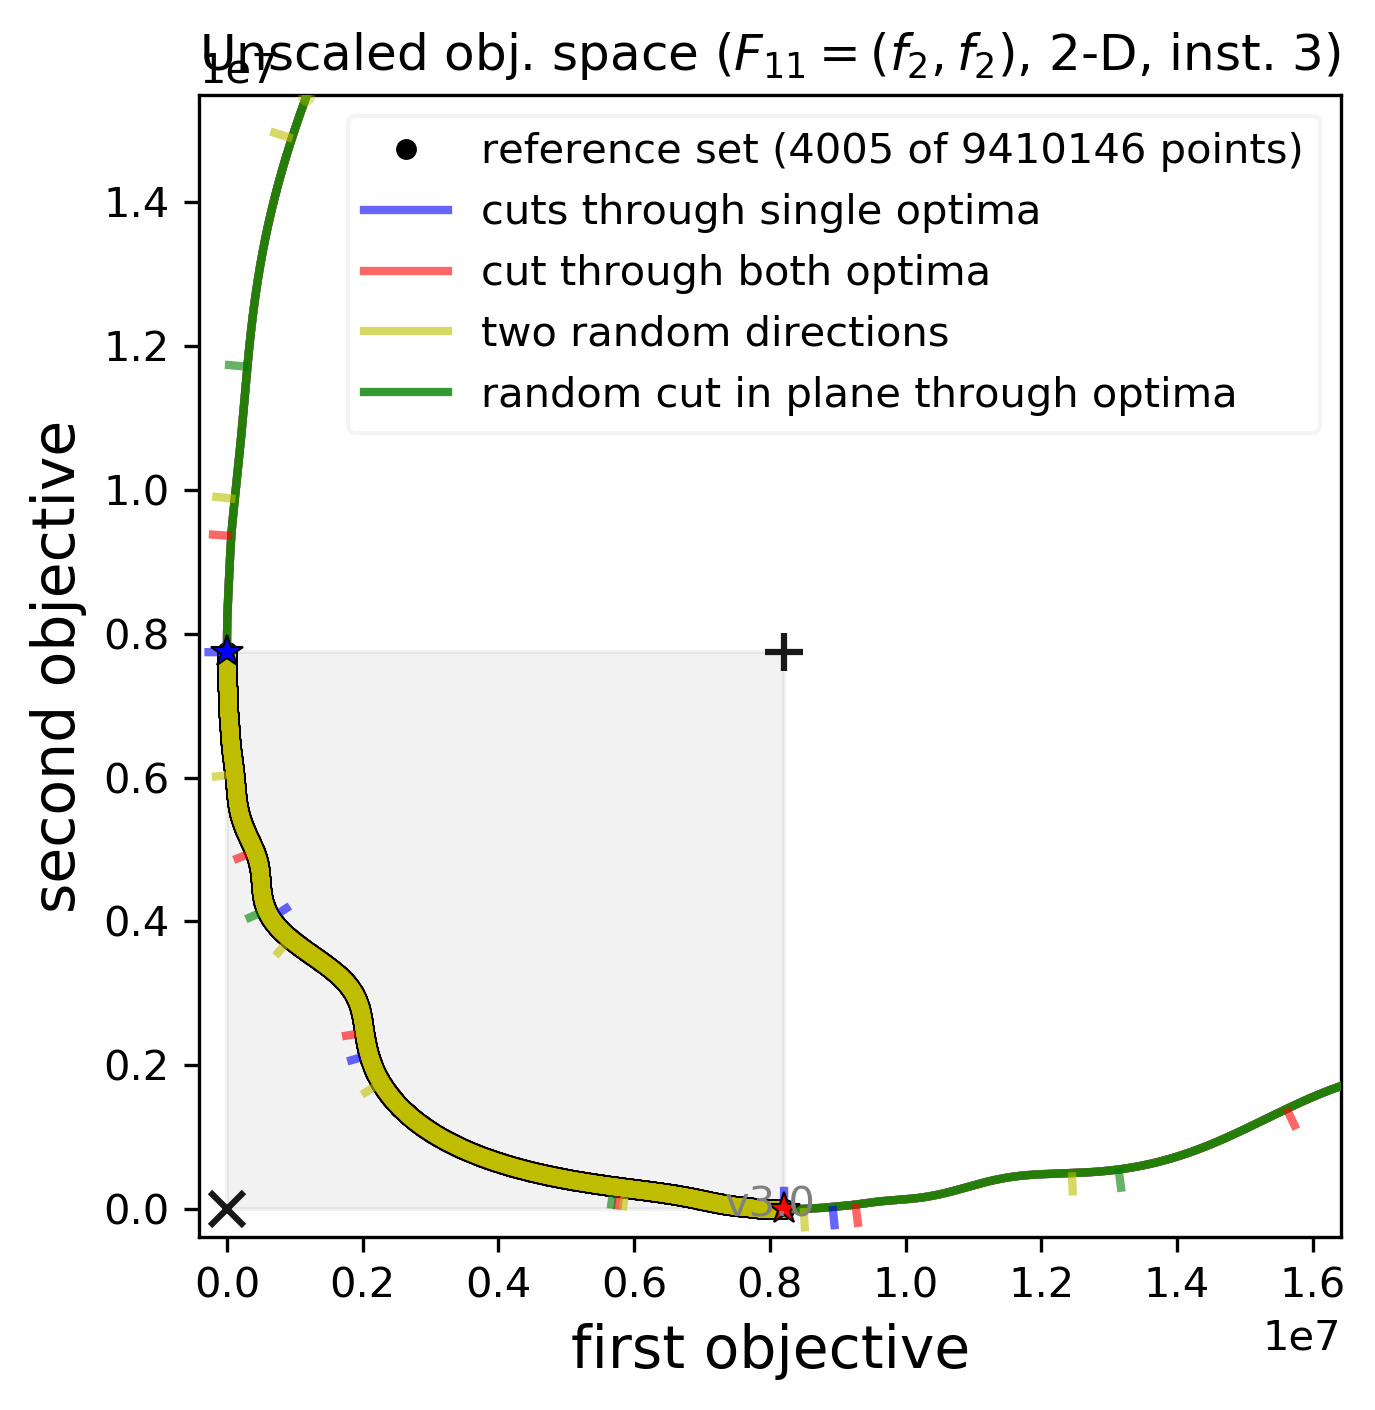 Unscaled obj. space (F₁₁ = (f₂, f₂), 2-D, inst. 3)
1e7
reference set (4005 of 9410146 points)
cuts through single optima
cut through both optima
two random directions
random cut in plane through optima
1.4
1.2
1.0
0.8
0.6
0.4
0.2
0.0
second objective
v3.0
0.0 0.2 0.4 0.6 0.8 1.0 1.2 1.4 1.6
1e7
first objective